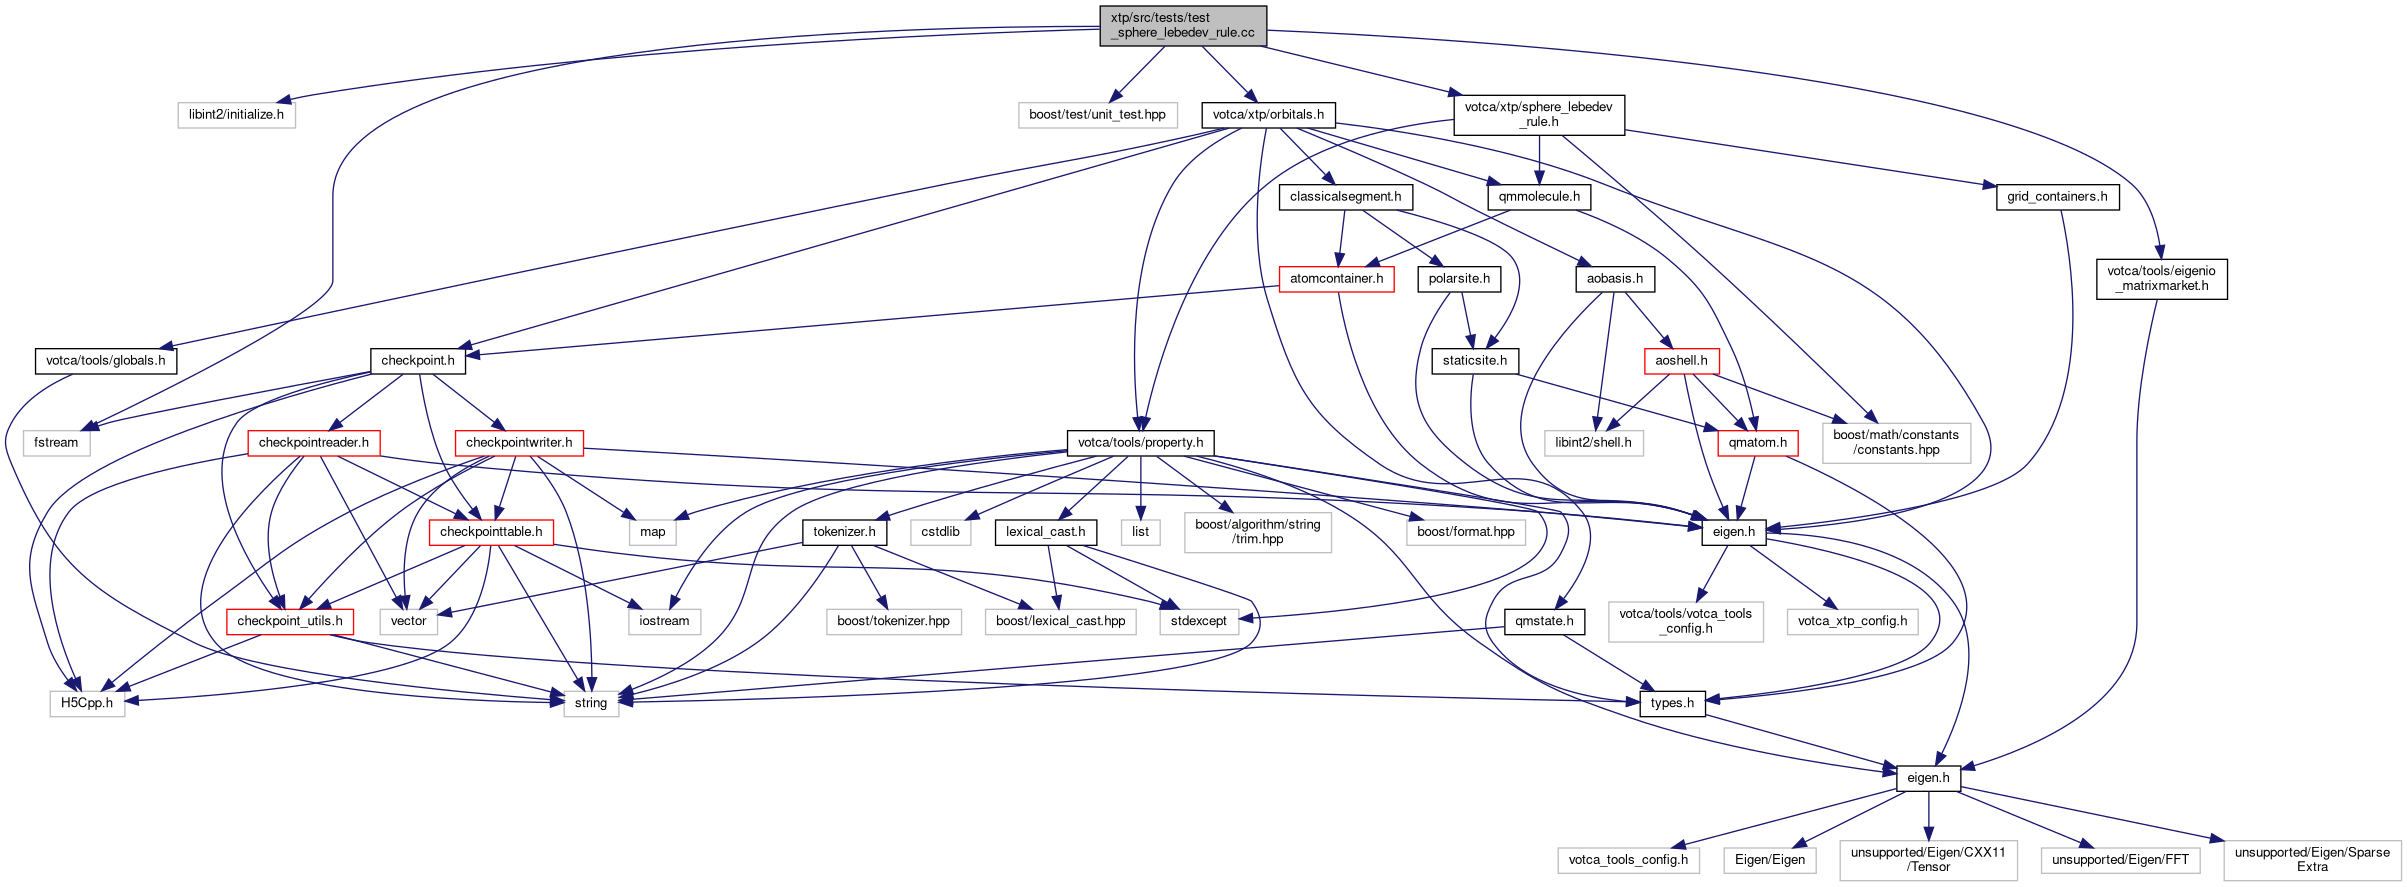 xtp/src/tests/test
_sphere_lebedev_rule.cc
libint2/initialize.h
boost/test/unit_test.hpp
votca/xtp/orbitals.h
votca/xtp/sphere_lebedev
_rule.h
classicalsegment.h
qmmolecule.h
grid_containers.h
atomcontainer.h
polarsite.h
aobasis.h
votca/tools/eigenio
_matrixmarket.h
votca/tools/globals.h
checkpoint.h
staticsite.h
aoshell.h
fstream
checkpointreader.h
checkpointwriter.h
votca/tools/property.h
libint2/shell.h
qmatom.h
boost/math/constants
/constants.hpp
checkpointtable.h
map
tokenizer.h
cstdlib
lexical_cast.h
list
boost/algorithm/string
/trim.hpp
boost/format.hpp
eigen.h
checkpoint_utils.h
vector
iostream
boost/tokenizer.hpp
boost/lexical_cast.hpp
stdexcept
qmstate.h
votca/tools/votca_tools
_config.h
votca_xtp_config.h
H5Cpp.h
string
types.h
eigen.h
votca_tools_config.h
Eigen/Eigen
unsupported/Eigen/CXX11
/Tensor
unsupported/Eigen/FFT
unsupported/Eigen/Sparse
Extra